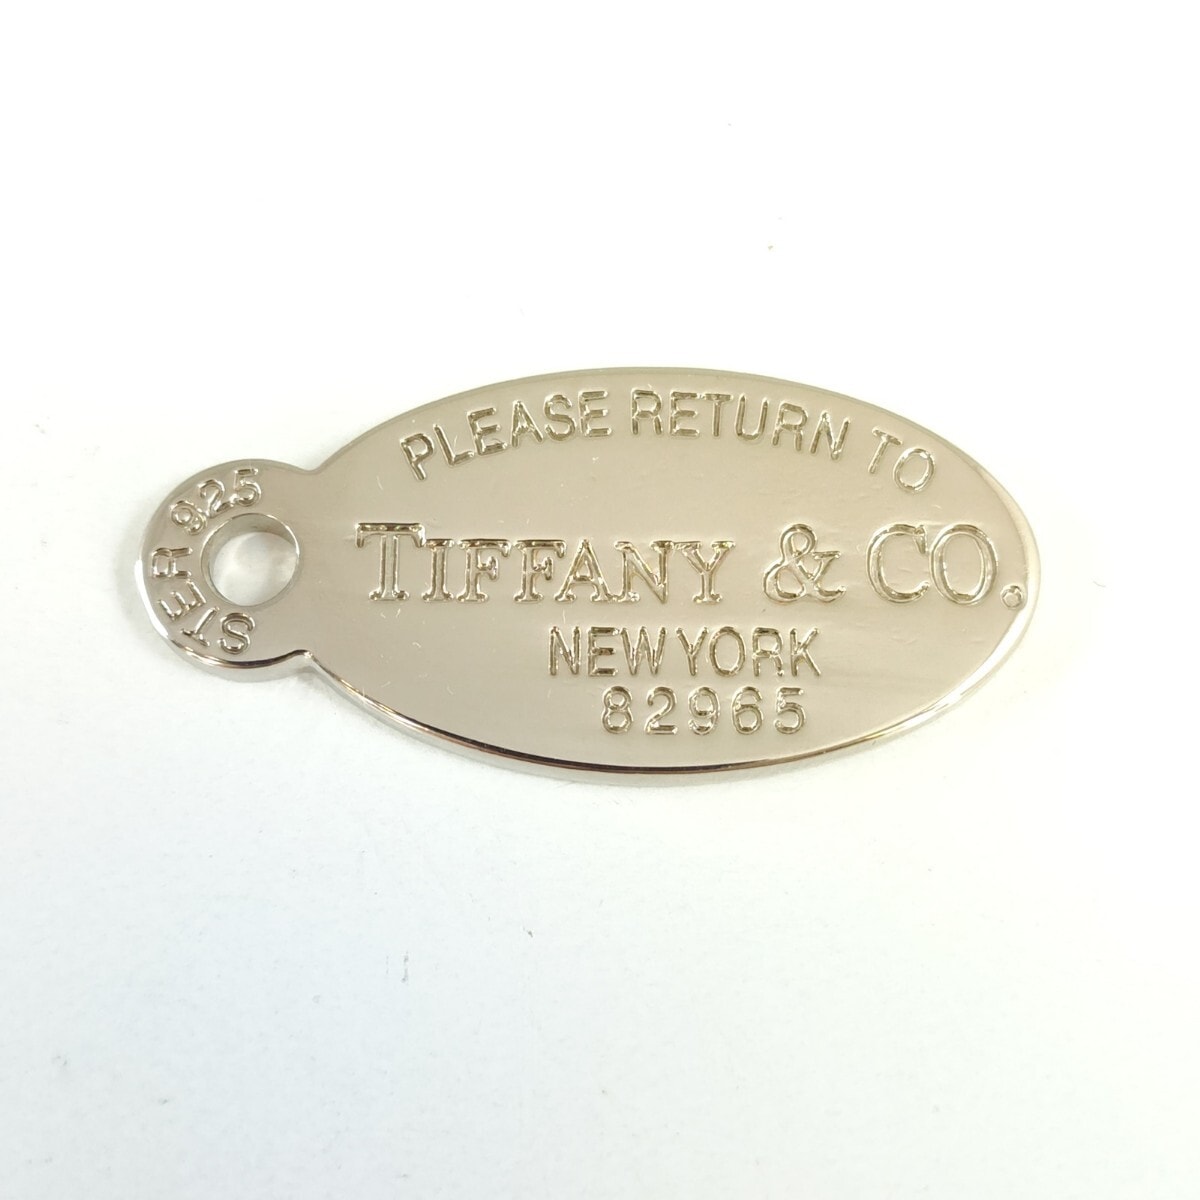 PLEASE RETURN TO
TIFFANY & CO.
NEW YORK
82965
STER 925